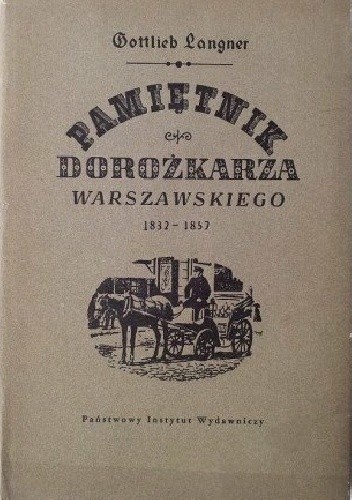 Gottlieb Langner
PAMIĘTNIK
DOROŻKARZA
WARSZAWSKIEGO
1832 - 1857
Państwowy Instytut Wydawniczy